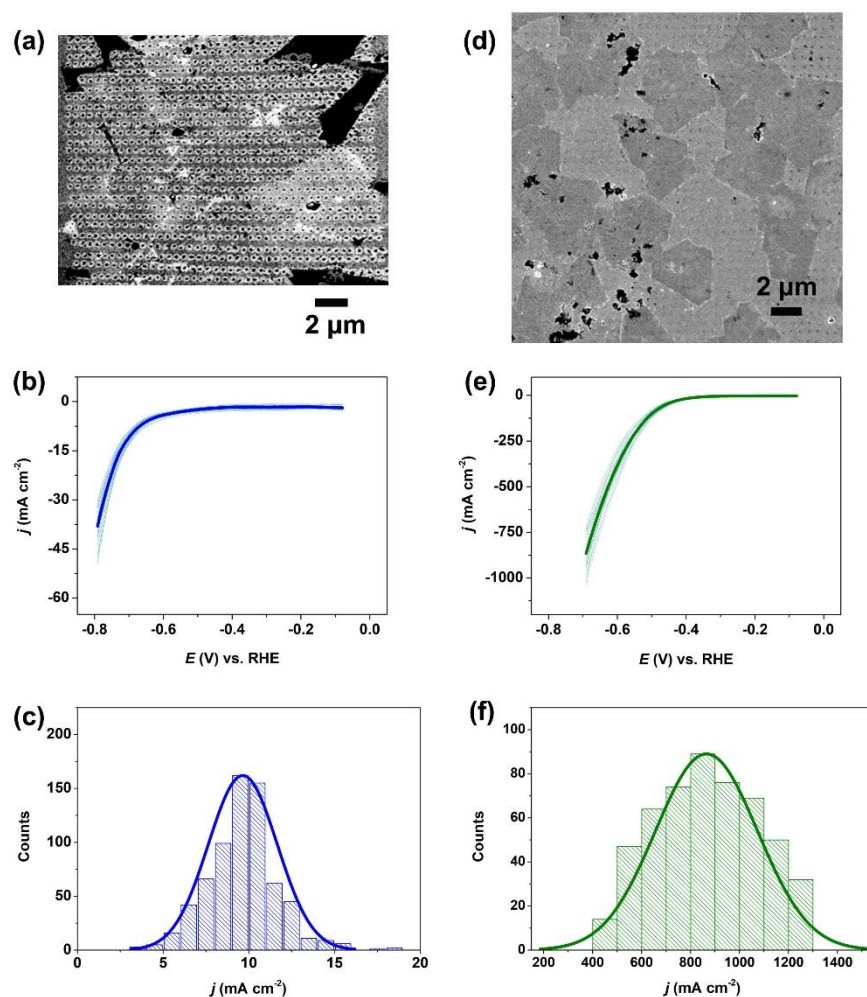 (a)
2 µm
(d)
2 µm
(b)
0
-15
-30
-45
-60
j (mA cm-2)
-0.8 -0.6 -0.4 -0.2 0.0
E (V) vs. RHE
(e)
0
-250
-500
-750
-1000
j (mA cm-2)
-0.8 -0.6 -0.4 -0.2 0.0
E (V) vs. RHE
(c)
200
150
100
50
0
Counts
0 5 10 15 20
j (mA cm-2)
(f)
100
80
60
40
20
0
Counts
200 400 600 800 1000 1200 1400
j (mA cm-2)